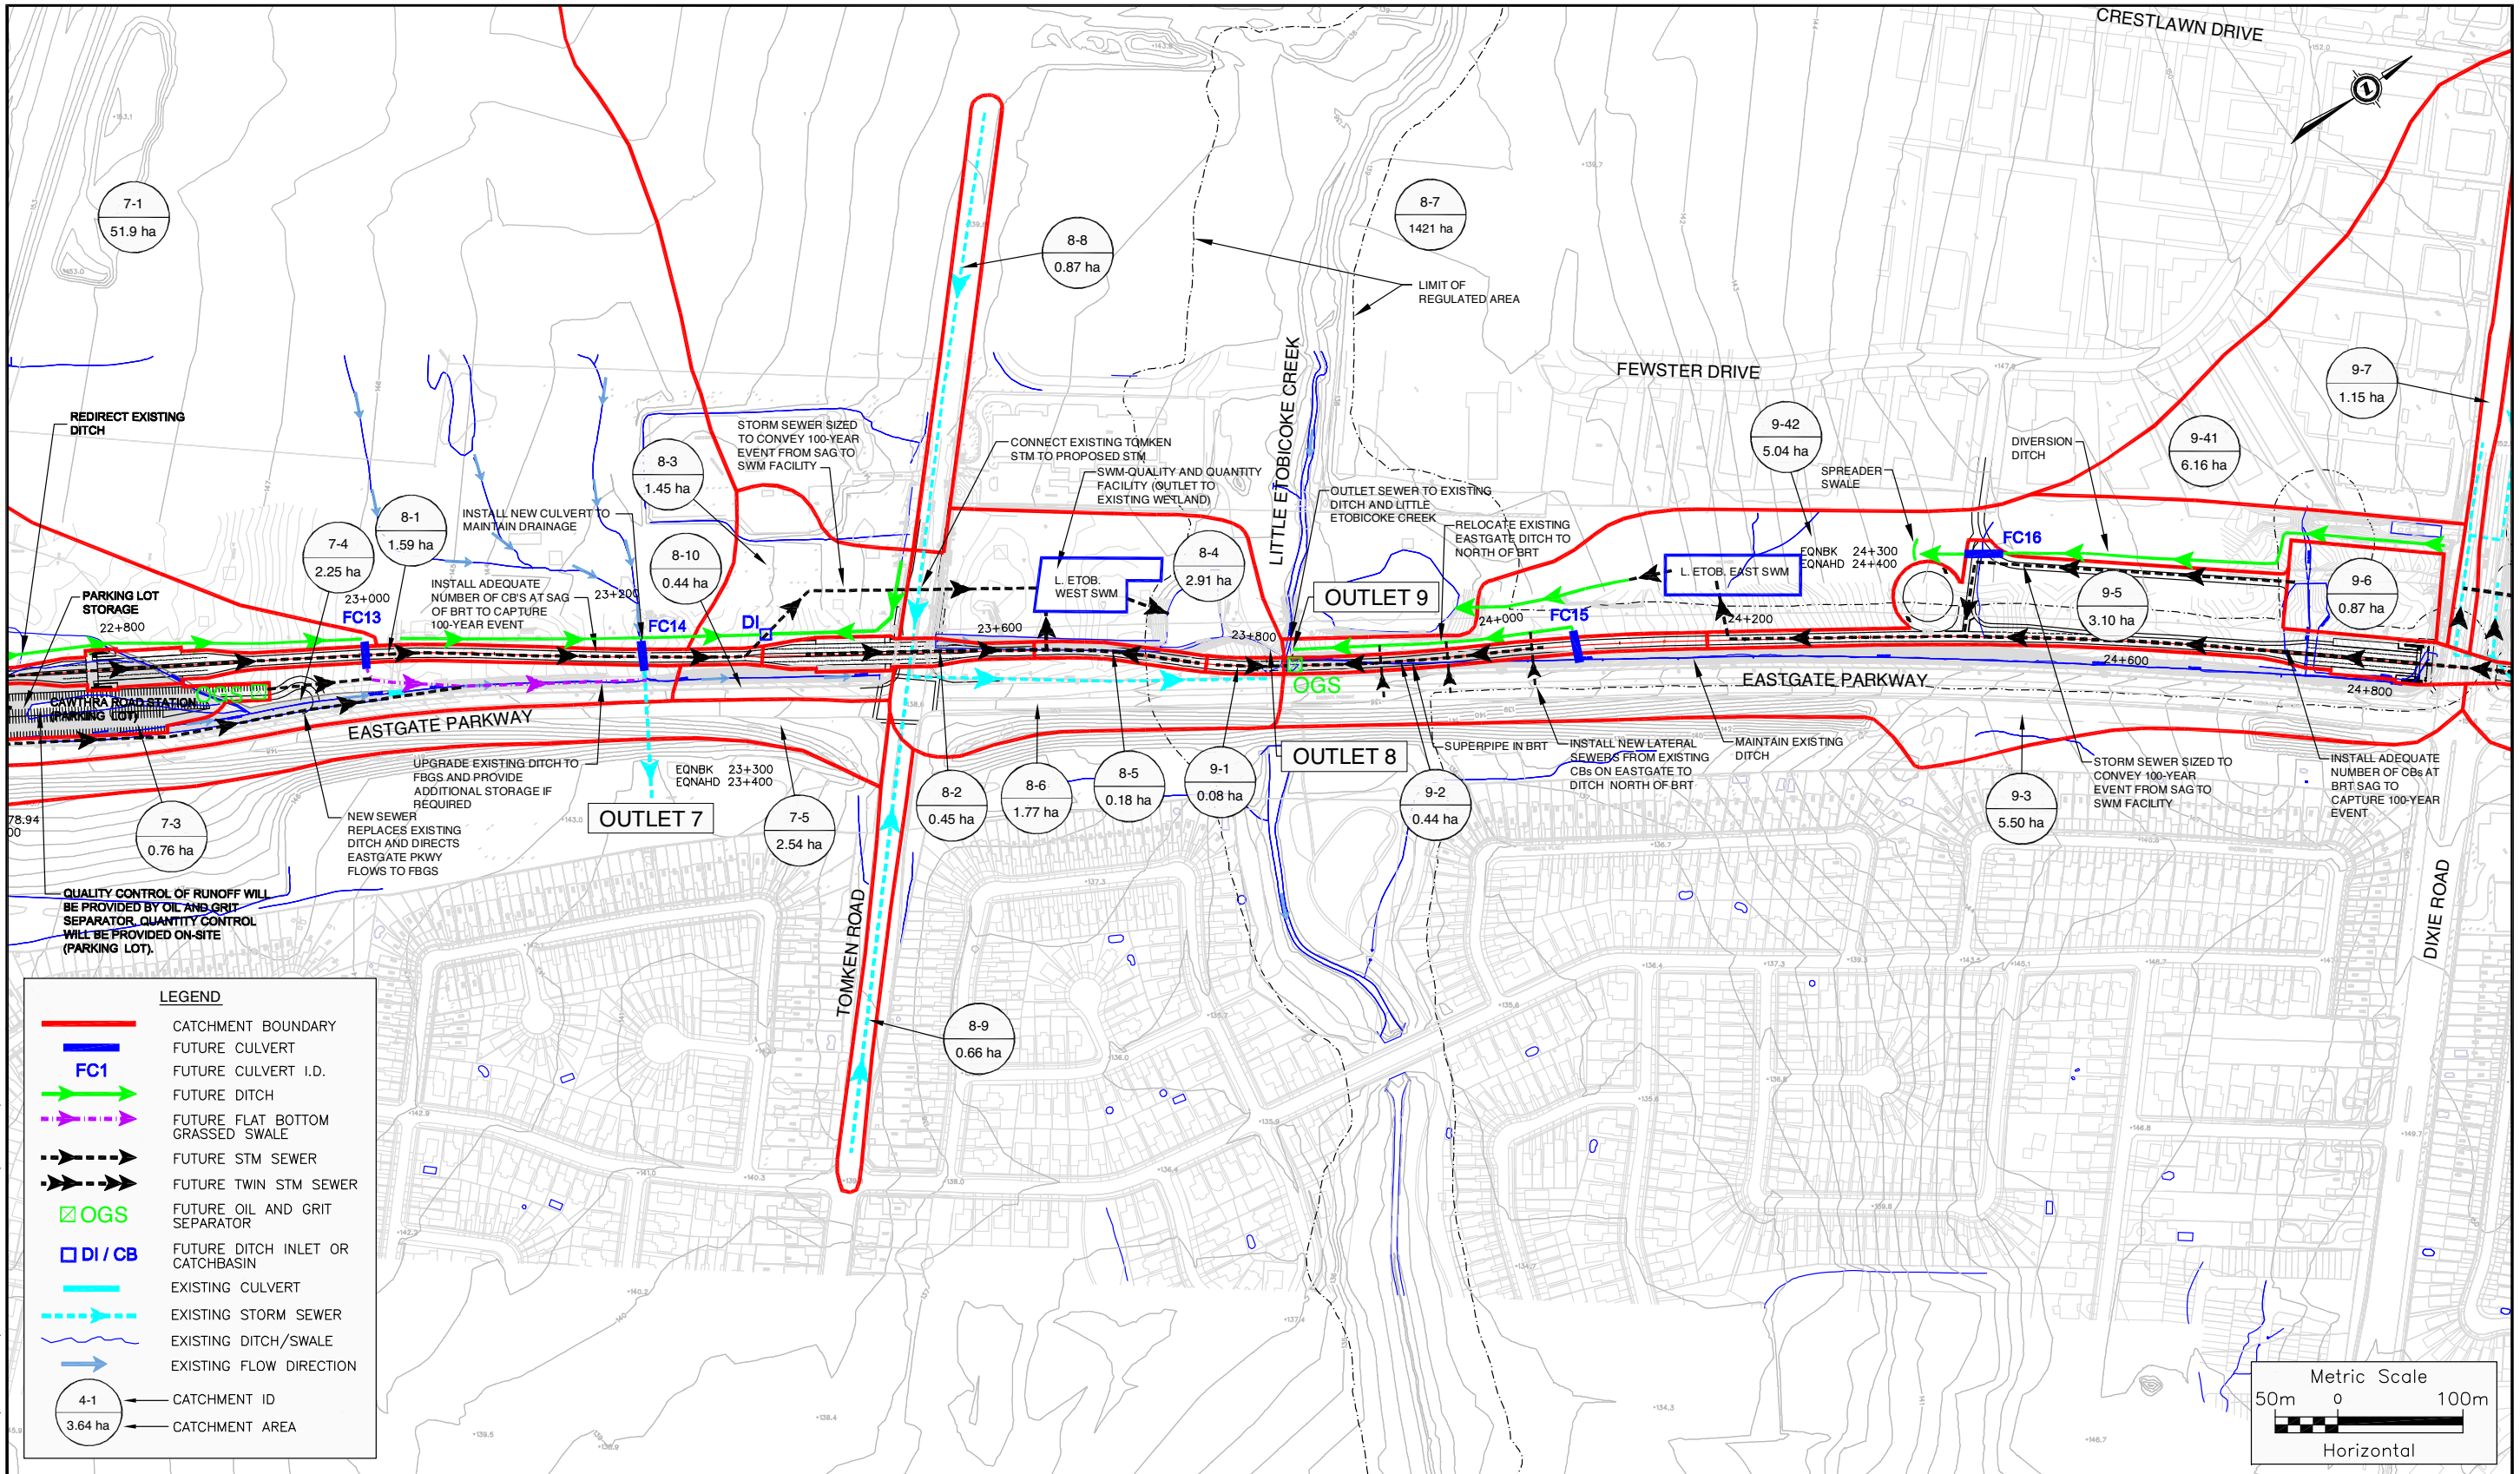 CRESTLAWN DRIVE
7-1
51.9 ha
8-7
1421 ha
8-8
0.87 ha
LIMIT OF
REGULATED AREA
LITTLE ETOBICOKE CREEK
FEWSTER DRIVE
9-7
1.15 ha
REDIRECT EXISTING
DITCH
8-3
1.45 ha
STORM SEWER SIZED
TO CONVEY 100-YEAR
EVENT FROM SAG TO
SWM FACILITY
CONNECT EXISTING TOMKEN
STM TO PROPOSED STM
SWM-QUALITY AND QUANTITY
FACILITY (OUTLET TO
EXISTING WETLAND)
OUTLET SEWER TO EXISTING
DITCH AND LITTLE
ETOBICOKE CREEK
RELOCATE EXISTING
EASTGATE DITCH TO
NORTH OF BRT
9-42
5.04 ha
SPREADER
SWALE
DIVERSION
DITCH
9-41
6.16 ha
INSTALL NEW CULVERT TO
MAINTAIN DRAINAGE
8-1
1.59 ha
7-4
2.25 ha
8-10
0.44 ha
8-4
2.91 ha
INSTALL ADEQUATE
NUMBER OF CB'S AT SAG
OF BRT TO CAPTURE
100-YEAR EVENT
PARKING LOT
STORAGE
22+800
23+000
FC13
23+200
FC14
DI
L. ETOB.
WEST SWM
23+600
23+800
OUTLET 9
24+000
FC15
L. ETOB. EAST SWM
24+200
EQNBK 24+300
EQNAHD 24+400
FC16
9-5
3.10 ha
9-6
0.87 ha
24+600
24+800
OGS
OGS
CAWTHRA ROAD STATION
(PARKING LOT)
EASTGATE PARKWAY
EASTGATE PARKWAY
UPGRADE EXISTING DITCH TO
FBGS AND PROVIDE
ADDITIONAL STORAGE IF
REQUIRED
EQNBK 23+300
EQNAHD 23+400
OUTLET 7
OUTLET 8
SUPERPIPE IN BRT
INSTALL NEW LATERAL
SEWERS FROM EXISTING
CBs ON EASTGATE TO
DITCH NORTH OF BRT
MAINTAIN EXISTING
DITCH
STORM SEWER SIZED TO
CONVEY 100-YEAR
EVENT FROM SAG TO
SWM FACILITY
INSTALL ADEQUATE
NUMBER OF CBs AT
BRT SAG TO
CAPTURE 100-YEAR
EVENT
78.94
00
7-3
0.76 ha
NEW SEWER
REPLACES EXISTING
DITCH AND DIRECTS
EASTGATE PKWY
FLOWS TO FBGS
7-5
2.54 ha
8-2
0.45 ha
8-6
1.77 ha
8-5
0.18 ha
9-1
0.08 ha
9-2
0.44 ha
9-3
5.50 ha
QUALITY CONTROL OF RUNOFF WILL
BE PROVIDED BY OIL AND GRIT
SEPARATOR. QUANTITY CONTROL
WILL BE PROVIDED ON-SITE
(PARKING LOT).
TOMKEN ROAD
DIXIE ROAD
8-9
0.66 ha
LEGEND
CATCHMENT BOUNDARY
FUTURE CULVERT
FC1 FUTURE CULVERT I.D.
FUTURE DITCH
FUTURE FLAT BOTTOM
GRASSED SWALE
FUTURE STM SEWER
FUTURE TWIN STM SEWER
OGS FUTURE OIL AND GRIT
SEPARATOR
DI / CB FUTURE DITCH INLET OR
CATCHBASIN
EXISTING CULVERT
EXISTING STORM SEWER
EXISTING DITCH/SWALE
EXISTING FLOW DIRECTION
4-1 CATCHMENT ID
3.64 ha CATCHMENT AREA
Metric Scale
50m 0 100m
Horizontal